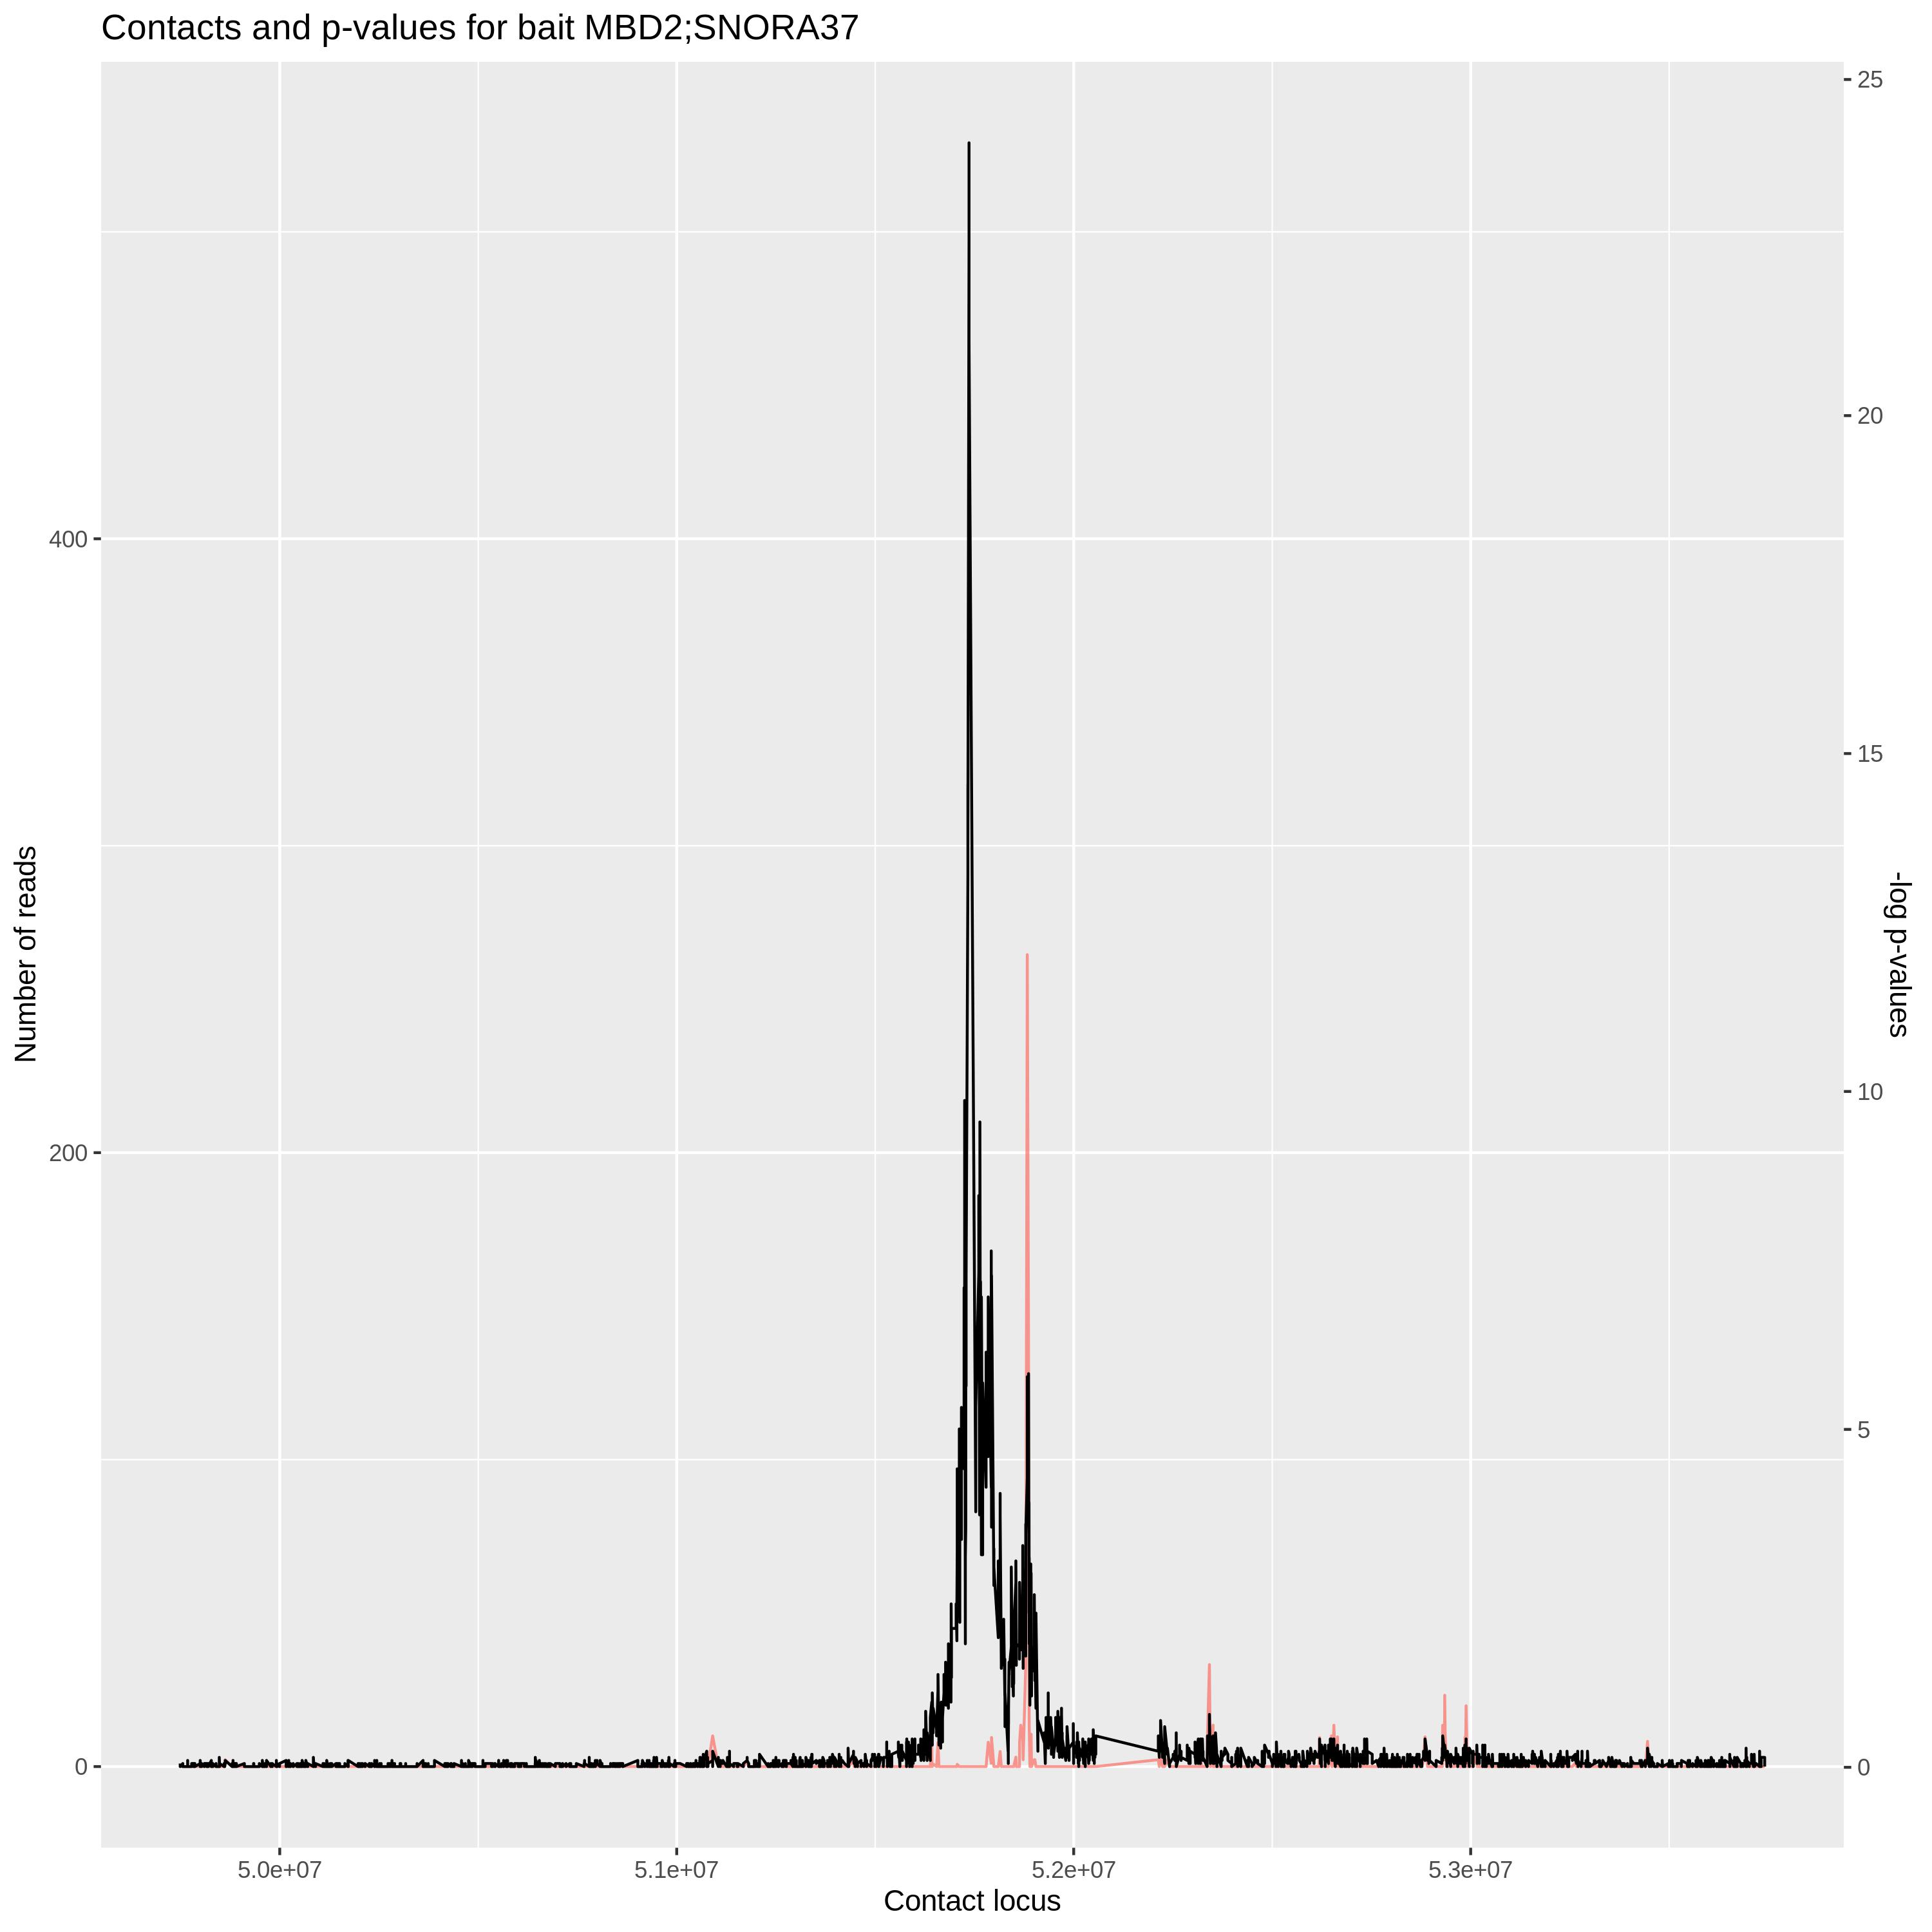 Contacts and p-values for bait MBD2;SNORA37
Number of reads
400
200
0
25
20
15
10
5
0
-log p-values
5.0e+07
5.1e+07
5.2e+07
5.3e+07
Contact locus